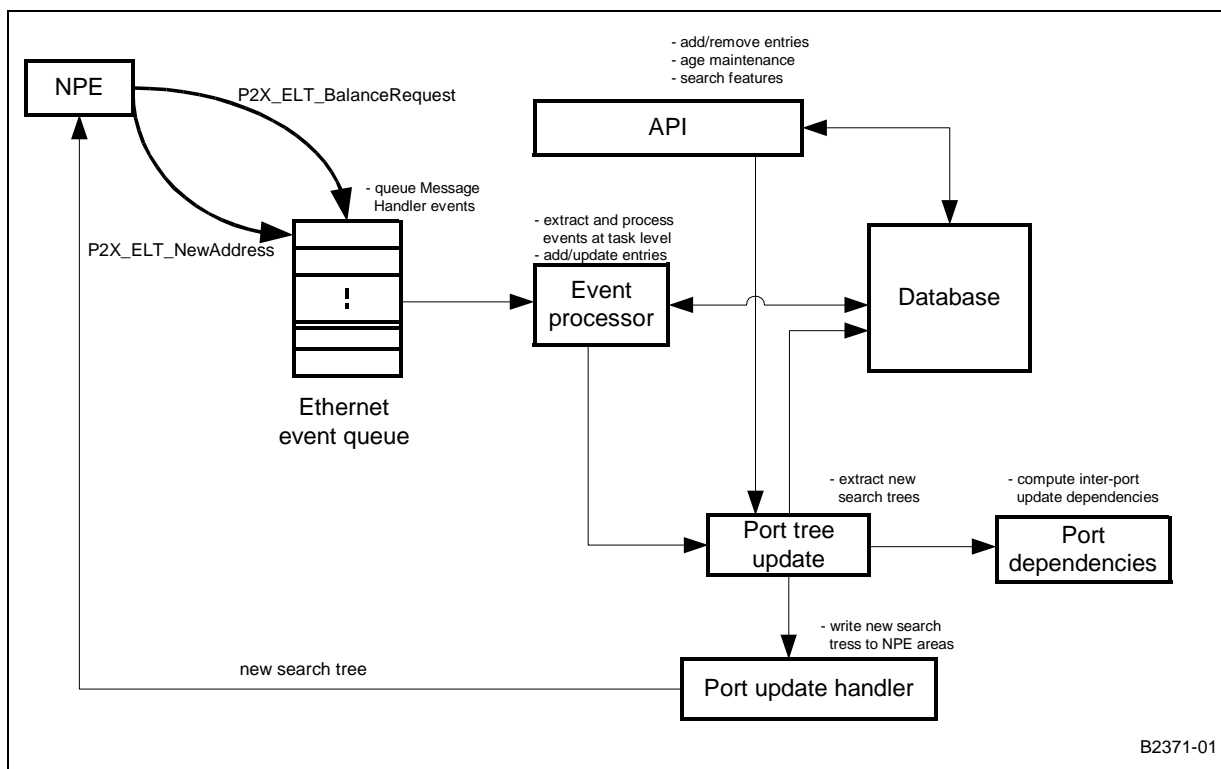 - add/remove entries
- age maintenance
- search features
NPE
P2X_ELT_BalanceRequest
API
- queue Message
Handler events
- extract and process
events at task level
- add/update entries
P2X_ELT_NewAddress
Event
processor
Database
Ethernet
event queue
- extract new
search trees
- compute inter-port
update dependencies
Port tree
update
Port
dependencies
- write new search
tress to NPE areas
new search tree
Port update handler
B2371-01